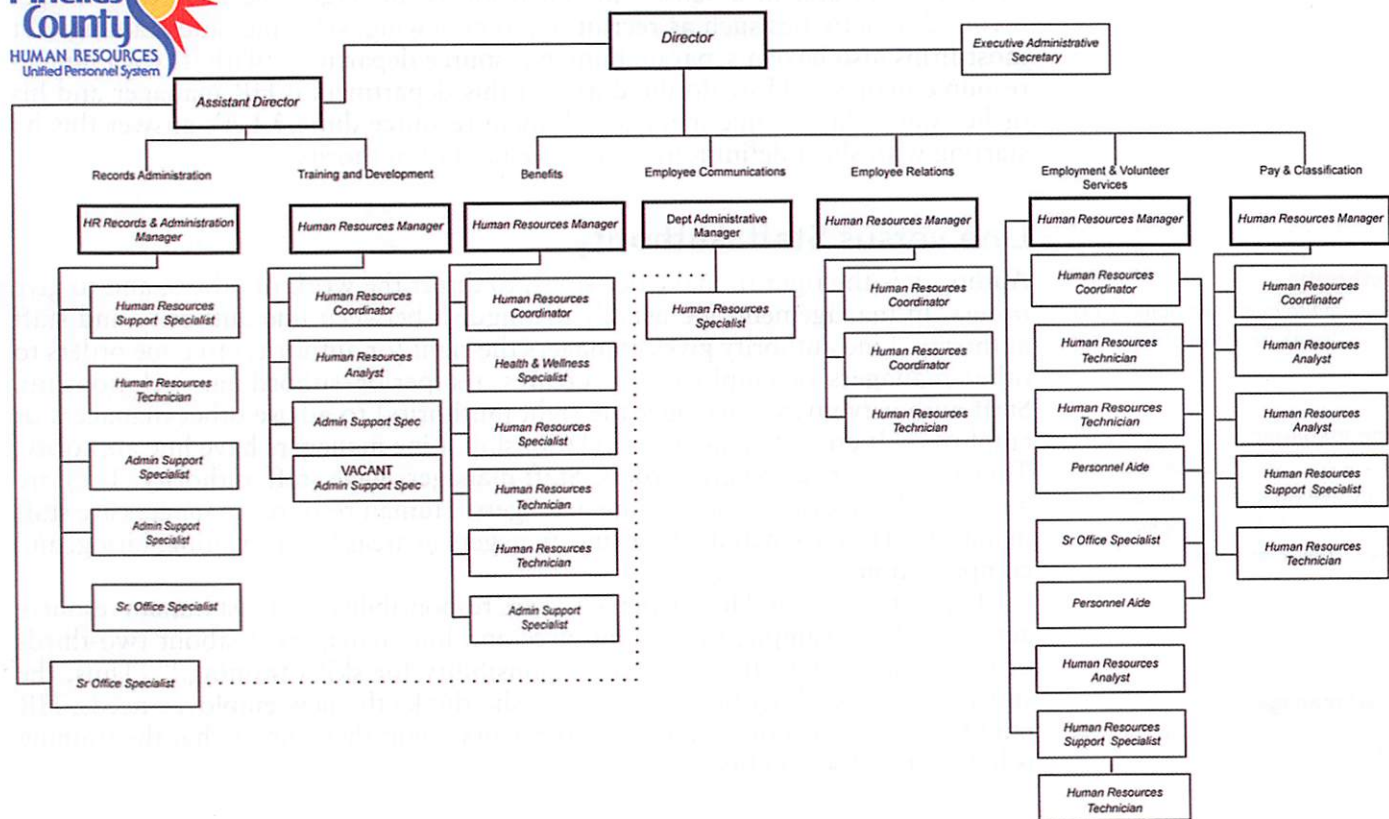 County
HUMAN RESOURCES
Unified Personnel System
Director
Executive Administrative
Secretary
Assistant Director
Records Administration
Training and Development
Benefits
Employee Communications
Employee Relations
Employment & Volunteer
Services
Pay & Classification
HR Records & Administration
Manager
Human Resources Manager
Human Resources Manager
Dept Administrative
Manager
Human Resources Manager
Human Resources Manager
Human Resources Manager
Human Resources
Support Specialist
Human Resources
Technician
Admin Support
Specialist
Admin Support
Specialist
Sr. Office Specialist
Sr Office Specialist
Human Resources
Coordinator
Human Resources
Analyst
Admin Support Spec
VACANT
Admin Support Spec
Human Resources
Coordinator
Health & Wellness
Specialist
Human Resources
Specialist
Human Resources
Technician
Human Resources
Technician
Admin Support
Specialist
Human Resources
Specialist
Human Resources
Coordinator
Human Resources
Coordinator
Human Resources
Technician
Human Resources
Coordinator
Human Resources
Technician
Human Resources
Technician
Personnel Aide
Sr Office Specialist
Personnel Aide
Human Resources
Analyst
Human Resources
Support Specialist
Human Resources
Technician
Human Resources
Coordinator
Human Resources
Analyst
Human Resources
Analyst
Human Resources
Support Specialist
Human Resources
Technician